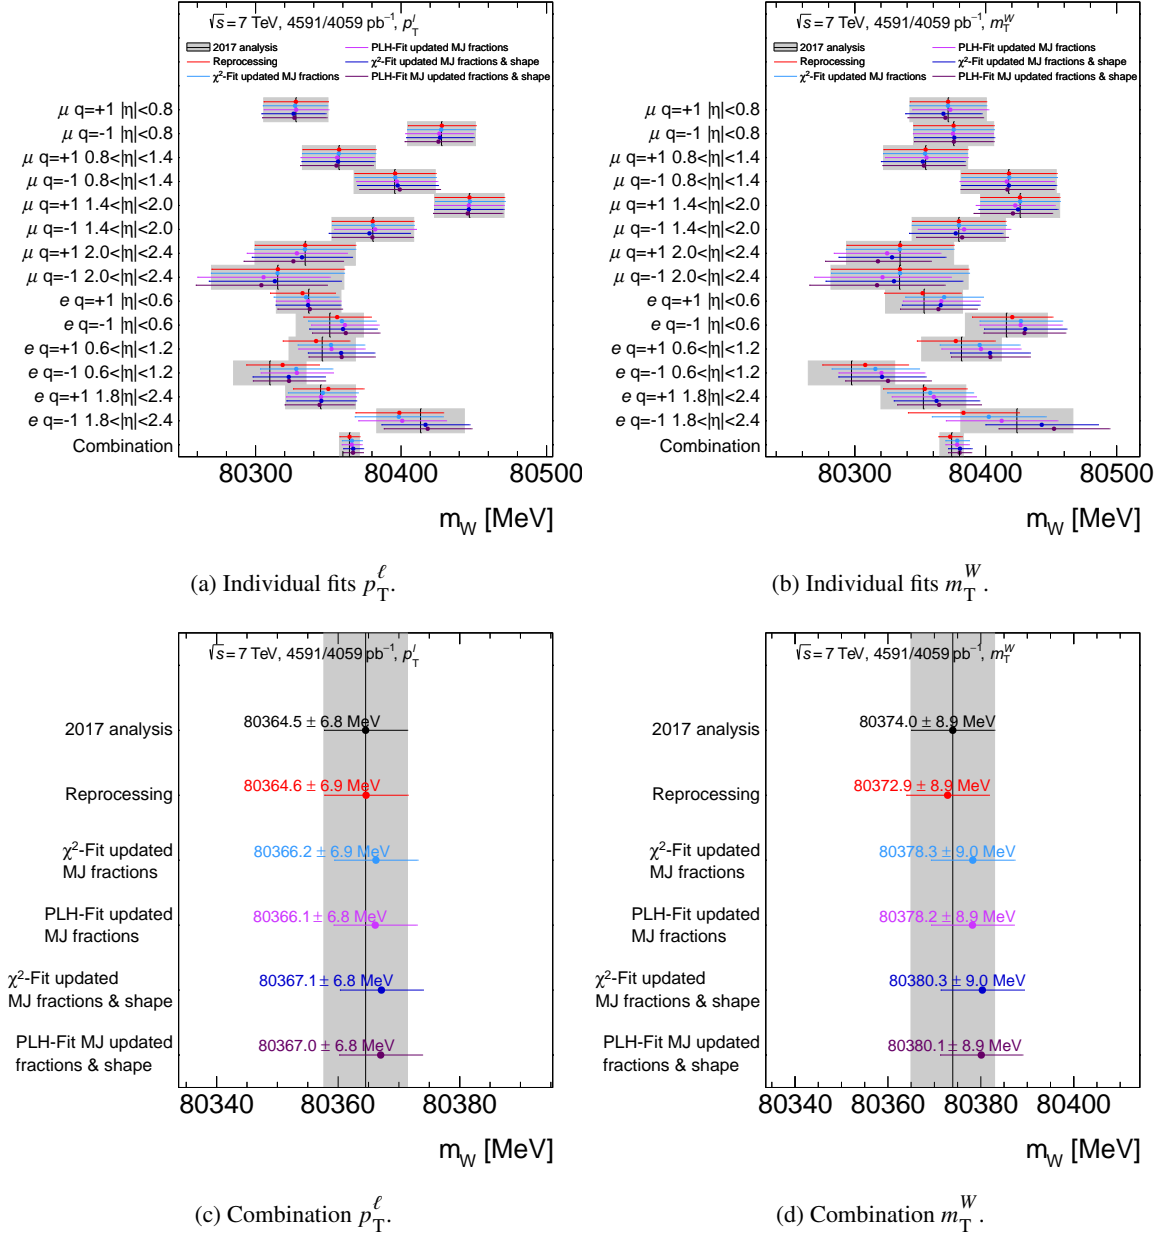 √s = 7 TeV, 4591/4059 pb⁻¹, p_T^l
2017 analysis
Reprocessing
χ²-Fit updated MJ fractions
PLH-Fit updated MJ fractions
χ²-Fit updated MJ fractions & shape
PLH-Fit MJ updated fractions & shape
μ q=+1 |η|<0.8
μ q=-1 |η|<0.8
μ q=+1 0.8<|η|<1.4
μ q=-1 0.8<|η|<1.4
μ q=+1 1.4<|η|<2.0
μ q=-1 1.4<|η|<2.0
μ q=+1 2.0<|η|<2.4
μ q=-1 2.0<|η|<2.4
e q=+1 |η|<0.6
e q=-1 |η|<0.6
e q=+1 0.6<|η|<1.2
e q=-1 0.6<|η|<1.2
e q=+1 1.8|η|<2.4
e q=-1 1.8<|η|<2.4
Combination
80300 80400 80500
m_W [MeV]
(a) Individual fits p_T^ℓ.
√s = 7 TeV, 4591/4059 pb⁻¹, m_T^W
2017 analysis
Reprocessing
χ²-Fit updated MJ fractions
PLH-Fit updated MJ fractions
χ²-Fit updated MJ fractions & shape
PLH-Fit MJ updated fractions & shape
μ q=+1 |η|<0.8
μ q=-1 |η|<0.8
μ q=+1 0.8<|η|<1.4
μ q=-1 0.8<|η|<1.4
μ q=+1 1.4<|η|<2.0
μ q=-1 1.4<|η|<2.0
μ q=+1 2.0<|η|<2.4
μ q=-1 2.0<|η|<2.4
e q=+1 |η|<0.6
e q=-1 |η|<0.6
e q=+1 0.6<|η|<1.2
e q=-1 0.6<|η|<1.2
e q=+1 1.8|η|<2.4
e q=-1 1.8<|η|<2.4
Combination
80300 80400 80500
m_W [MeV]
(b) Individual fits m_T^W.
√s = 7 TeV, 4591/4059 pb⁻¹, p_T^l
2017 analysis
80364.5 ± 6.8 MeV
Reprocessing
80364.6 ± 6.9 MeV
χ²-Fit updated
MJ fractions
80366.2 ± 6.9 MeV
PLH-Fit updated
MJ fractions
80366.1 ± 6.8 MeV
χ²-Fit updated
MJ fractions & shape
80367.1 ± 6.8 MeV
PLH-Fit MJ updated
fractions & shape
80367.0 ± 6.8 MeV
80340 80360 80380
m_W [MeV]
(c) Combination p_T^ℓ.
√s = 7 TeV, 4591/4059 pb⁻¹, m_T^W
2017 analysis
80374.0 ± 8.9 MeV
Reprocessing
80372.9 ± 8.9 MeV
χ²-Fit updated
MJ fractions
80378.3 ± 9.0 MeV
PLH-Fit updated
MJ fractions
80378.2 ± 8.9 MeV
χ²-Fit updated
MJ fractions & shape
80380.3 ± 9.0 MeV
PLH-Fit MJ updated
fractions & shape
80380.1 ± 8.9 MeV
80340 80360 80380 80400
m_W [MeV]
(d) Combination m_T^W.